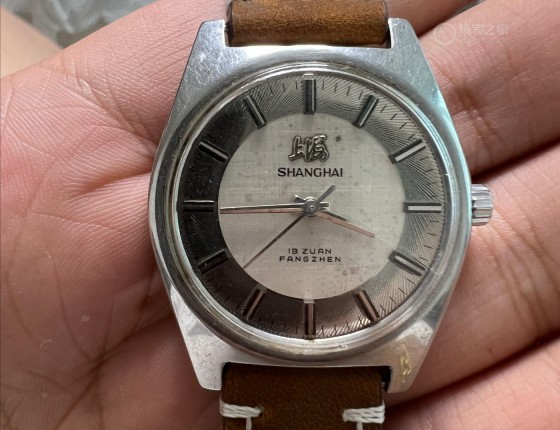 上海
SHANGHAI
19 ZUAN
FANGZHEN